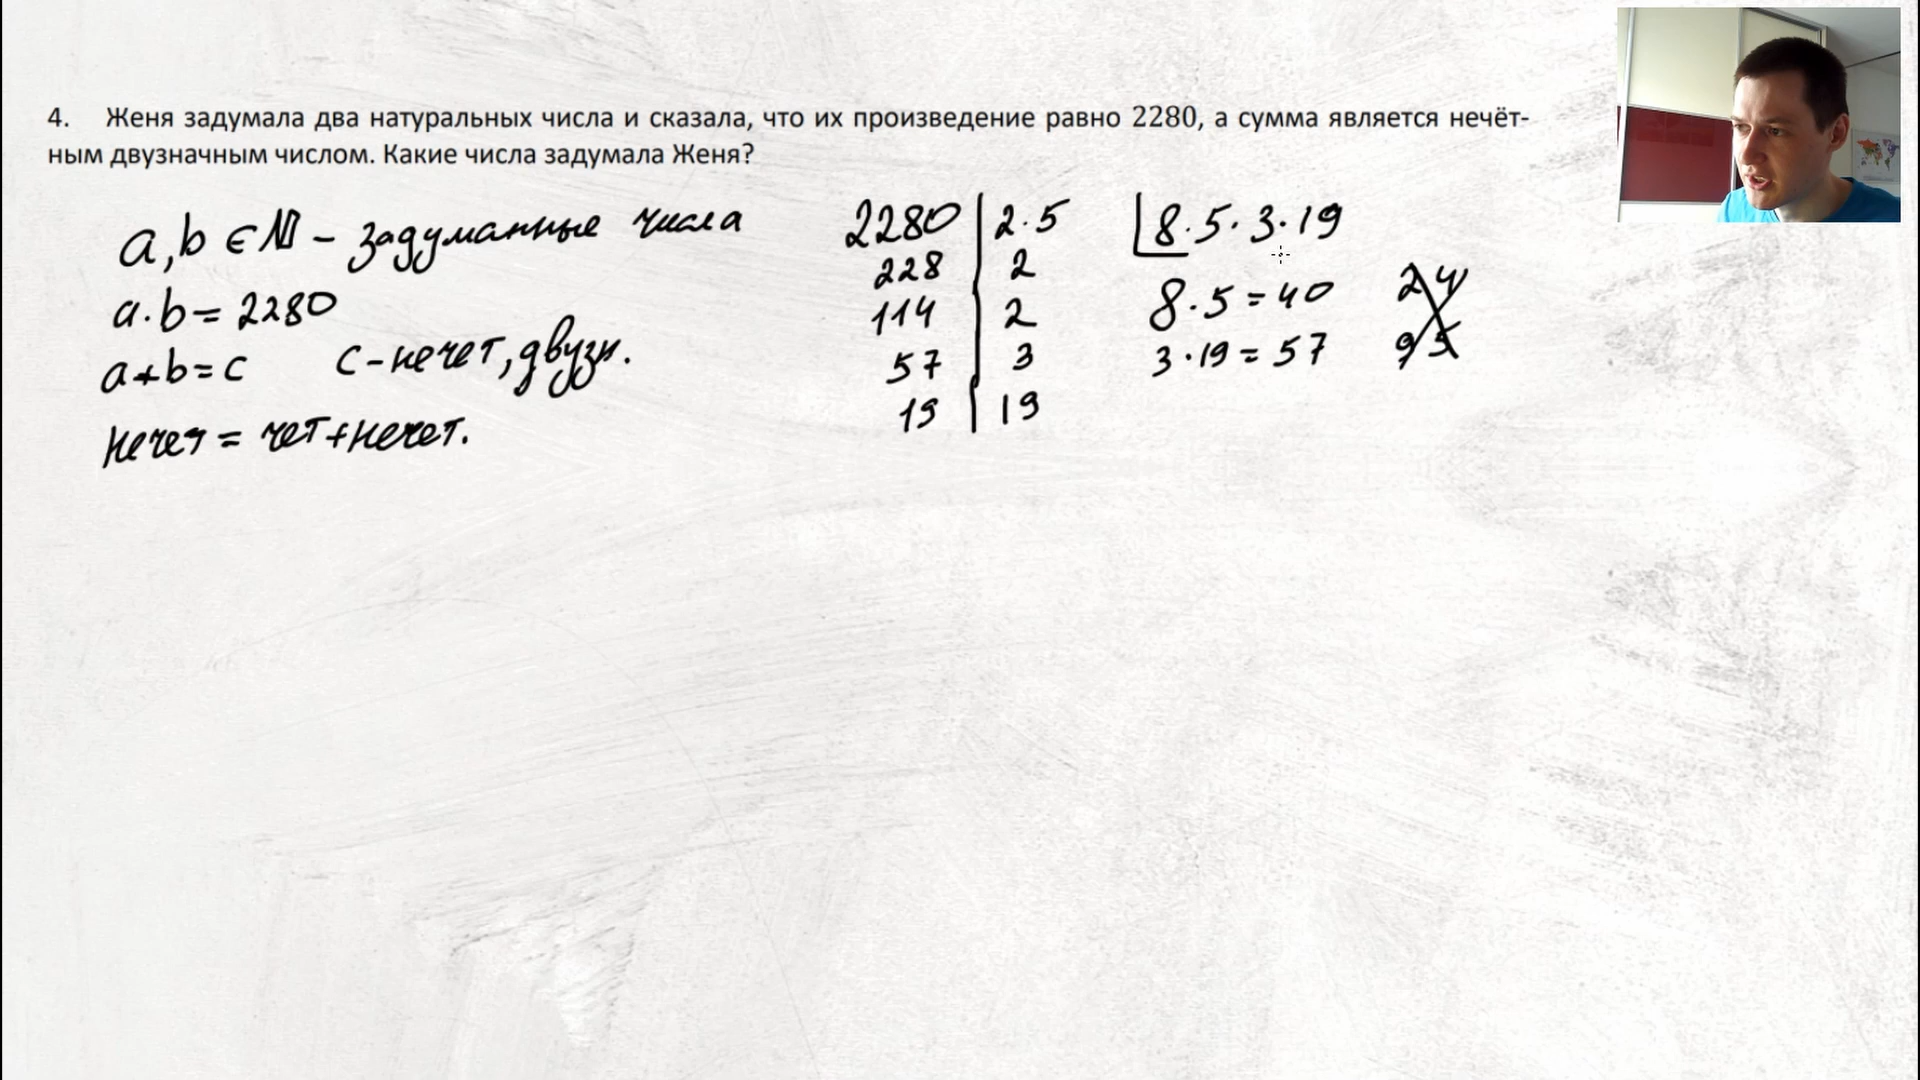 4. Женя задумала два натуральных числа и сказала, что их произведение равно 2280, а сумма является нечёт-
ным двузначным числом. Какие числа задумала Женя?
a, b ∈ N – задуманные числа
a · b = 2280
a + b = c c – нечет, двузн.
Нечет = чет + нечет.
2280 | 2 · 5
228 | 2
114 | 2
57 | 3
19 | 19
8 · 5 · 3 · 19
8 · 5 = 40
3 · 19 = 57
24
95